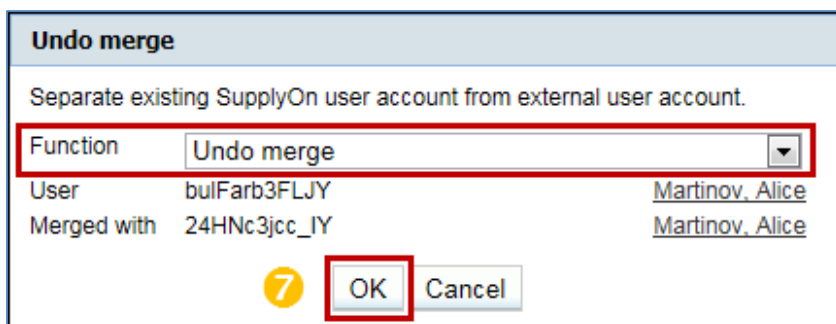 Undo merge
Separate existing SupplyOn user account from external user account.
Function Undo merge
User bulFarb3FLJY Martinov, Alice
Merged with 24HNc3jcc_IY Martinov, Alice
7 OK Cancel